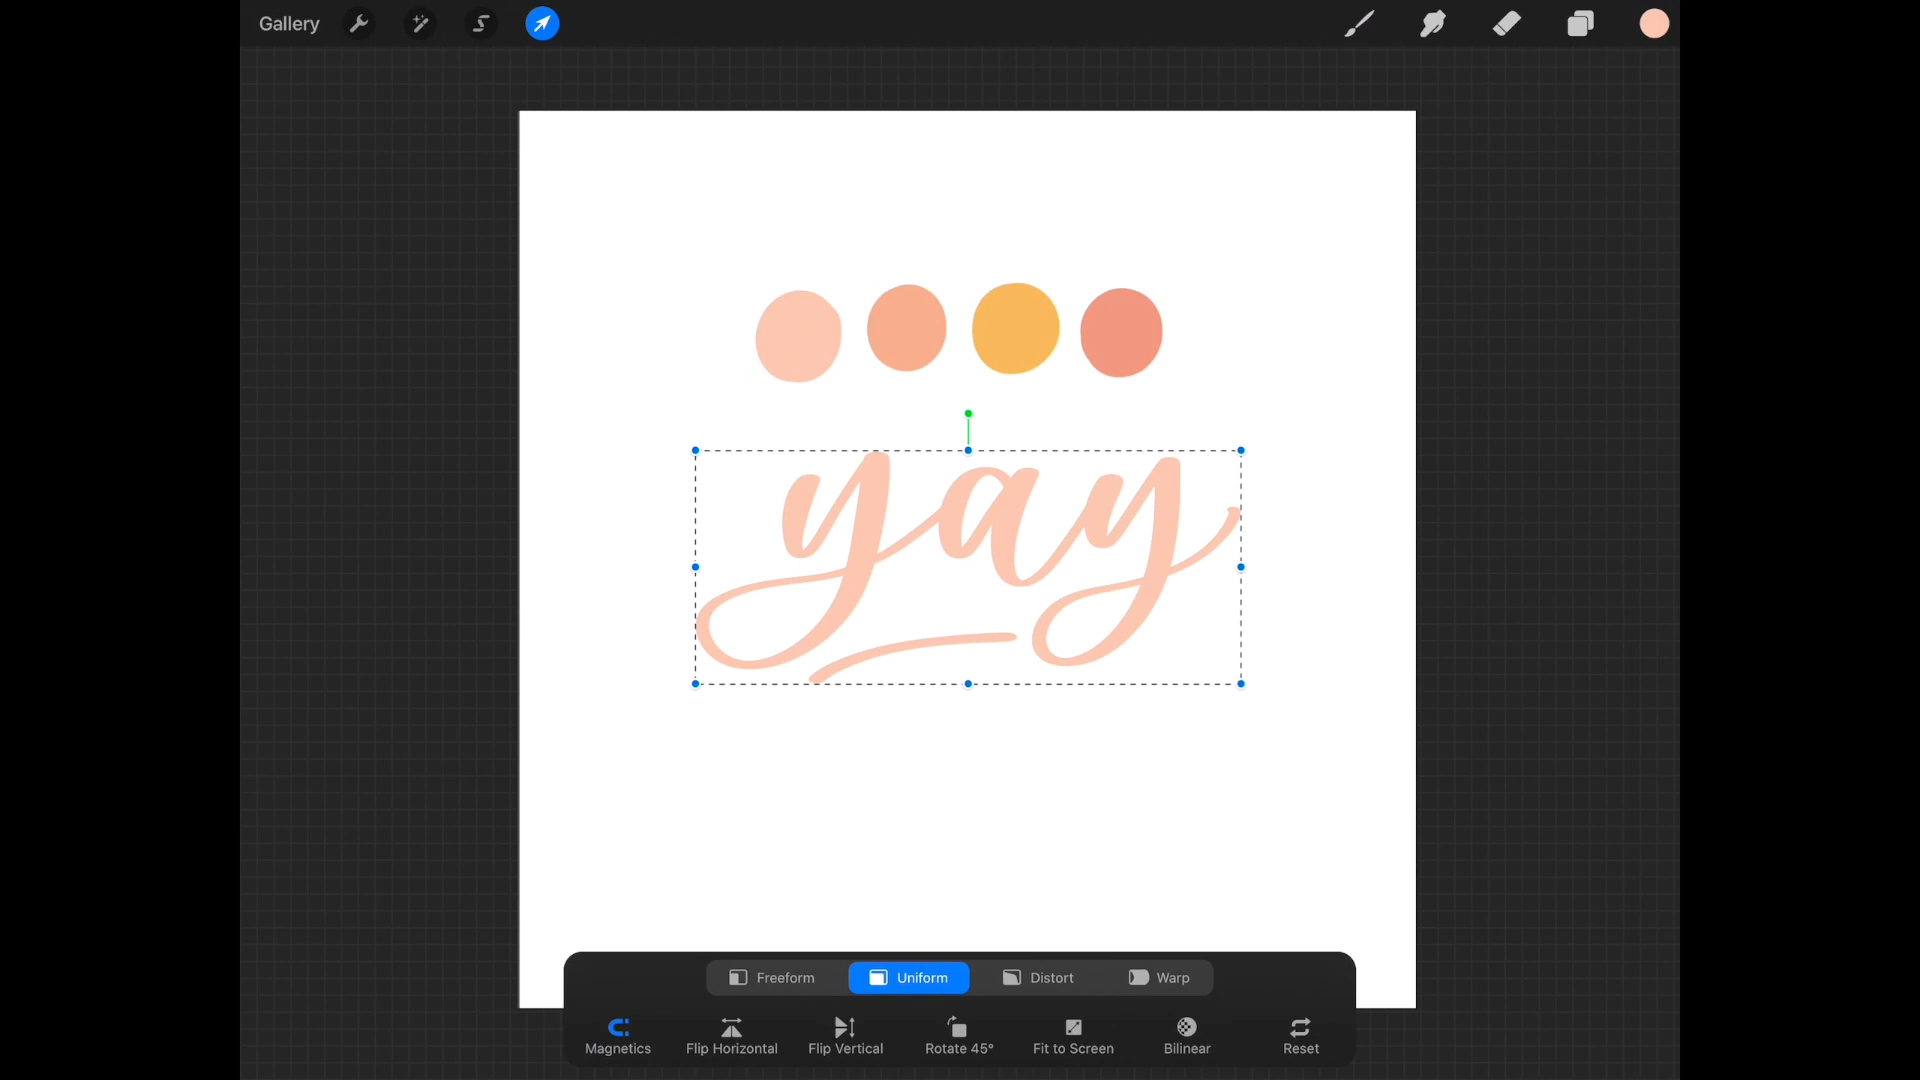 Gallery
yay
Freeform Uniform Distort Warp
Magnetics Flip Horizontal Flip Vertical Rotate 45° Fit to Screen Bilinear Reset